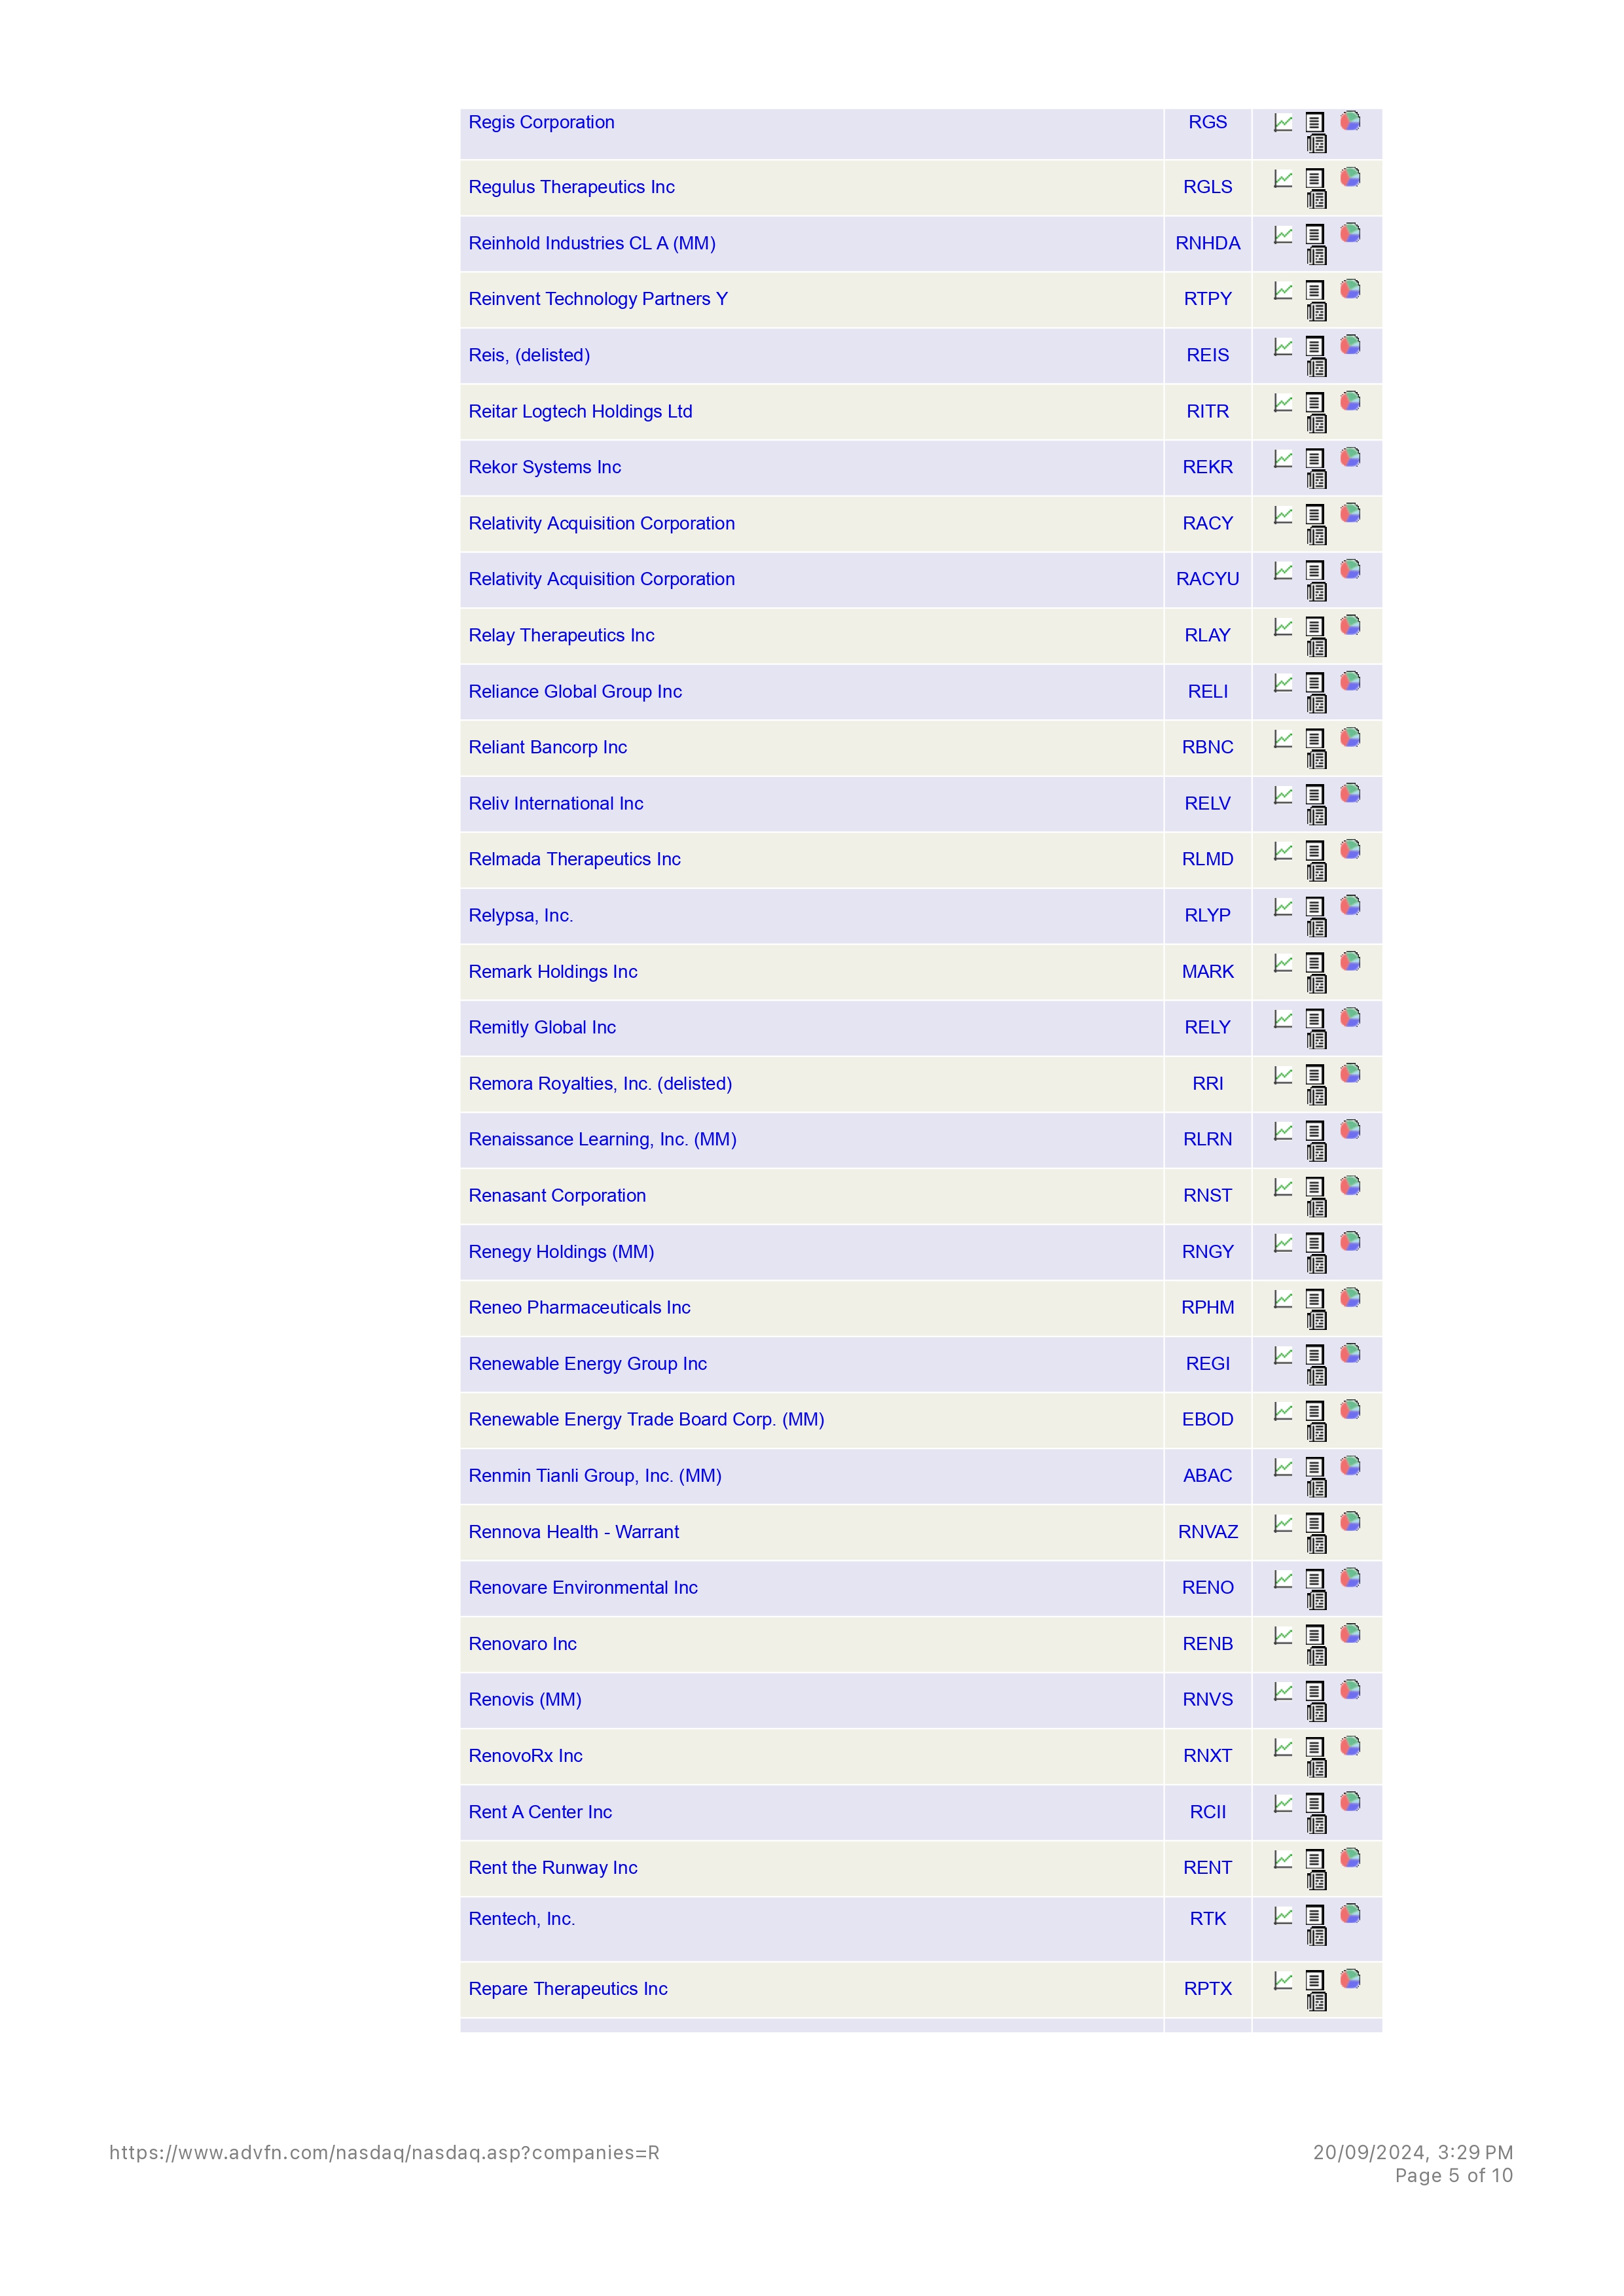 Regis Corporation RGS
Regulus Therapeutics Inc RGLS
Reinhold Industries CL A (MM) RNHDA
Reinvent Technology Partners Y RTPY
Reis, (delisted) REIS
Reitar Logtech Holdings Ltd RITR
Rekor Systems Inc REKR
Relativity Acquisition Corporation RACY
Relativity Acquisition Corporation RACYU
Relay Therapeutics Inc RLAY
Reliance Global Group Inc RELI
Reliant Bancorp Inc RBNC
Reliv International Inc RELV
Relmada Therapeutics Inc RLMD
Relypsa, Inc. RLYP
Remark Holdings Inc MARK
Remitly Global Inc RELY
Remora Royalties, Inc. (delisted) RRI
Renaissance Learning, Inc. (MM) RLRN
Renasant Corporation RNST
Renegy Holdings (MM) RNGY
Reneo Pharmaceuticals Inc RPHM
Renewable Energy Group Inc REGI
Renewable Energy Trade Board Corp. (MM) EBOD
Renmin Tianli Group, Inc. (MM) ABAC
Rennova Health - Warrant RNVAZ
Renovare Environmental Inc RENO
Renovaro Inc RENB
Renovis (MM) RNVS
RenovoRx Inc RNXT
Rent A Center Inc RCII
Rent the Runway Inc RENT
Rentech, Inc. RTK
Repare Therapeutics Inc RPTX
https://www.advfn.com/nasdaq/nasdaq.asp?companies=R 20/09/2024, 3:29 PM
Page 5 of 10